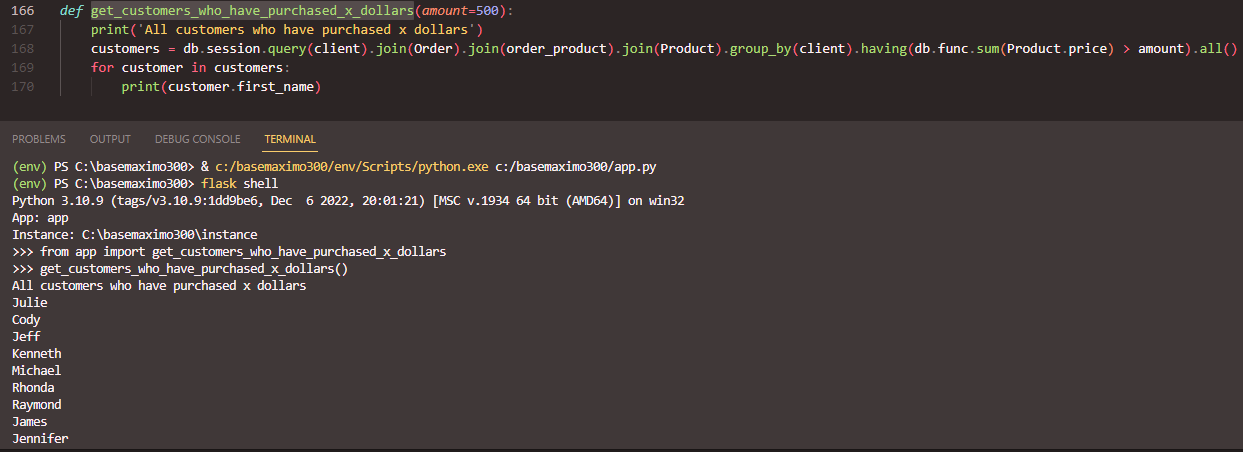 166 def get_customers_who_have_purchased_x_dollars(amount=500):
167 print('All customers who have purchased x dollars')
168 customers = db.session.query(client).join(Order).join(order_product).join(Product).group_by(client).having(db.func.sum(Product.price) > amount).all()
169 for customer in customers:
170 print(customer.first_name)
PROBLEMS OUTPUT DEBUG CONSOLE TERMINAL
(env) PS C:\basemaximo300> & c:/basemaximo300/env/Scripts/python.exe c:/basemaximo300/app.py
(env) PS C:\basemaximo300> flask shell
Python 3.10.9 (tags/v3.10.9:1dd9be6, Dec  6 2022, 20:01:21) [MSC v.1934 64 bit (AMD64)] on win32
App: app
Instance: C:\basemaximo300\instance
>>> from app import get_customers_who_have_purchased_x_dollars
>>> get_customers_who_have_purchased_x_dollars()
All customers who have purchased x dollars
Julie
Cody
Jeff
Kenneth
Michael
Rhonda
Raymond
James
Jennifer